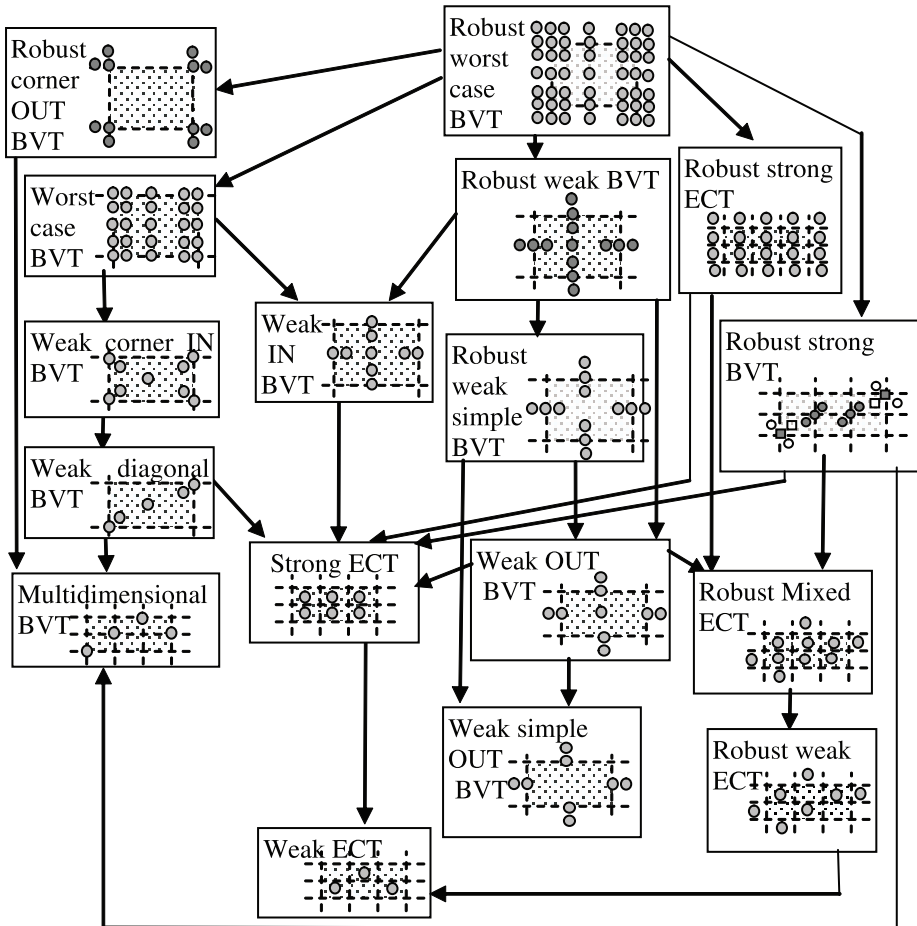 Robust
corner
OUT
BVT
Robust
worst
case
BVT
Robust weak BVT
Robust strong
ECT
Worst
case
BVT
Weak
IN
BVT
Weak corner IN
BVT
Robust
weak
simple
BVT
Robust strong
BVT
Weak diagonal
BVT
Strong ECT
Weak OUT
BVT
Multidimensional
BVT
Robust Mixed
ECT
Weak simple
OUT
BVT
Robust weak
ECT
Weak ECT